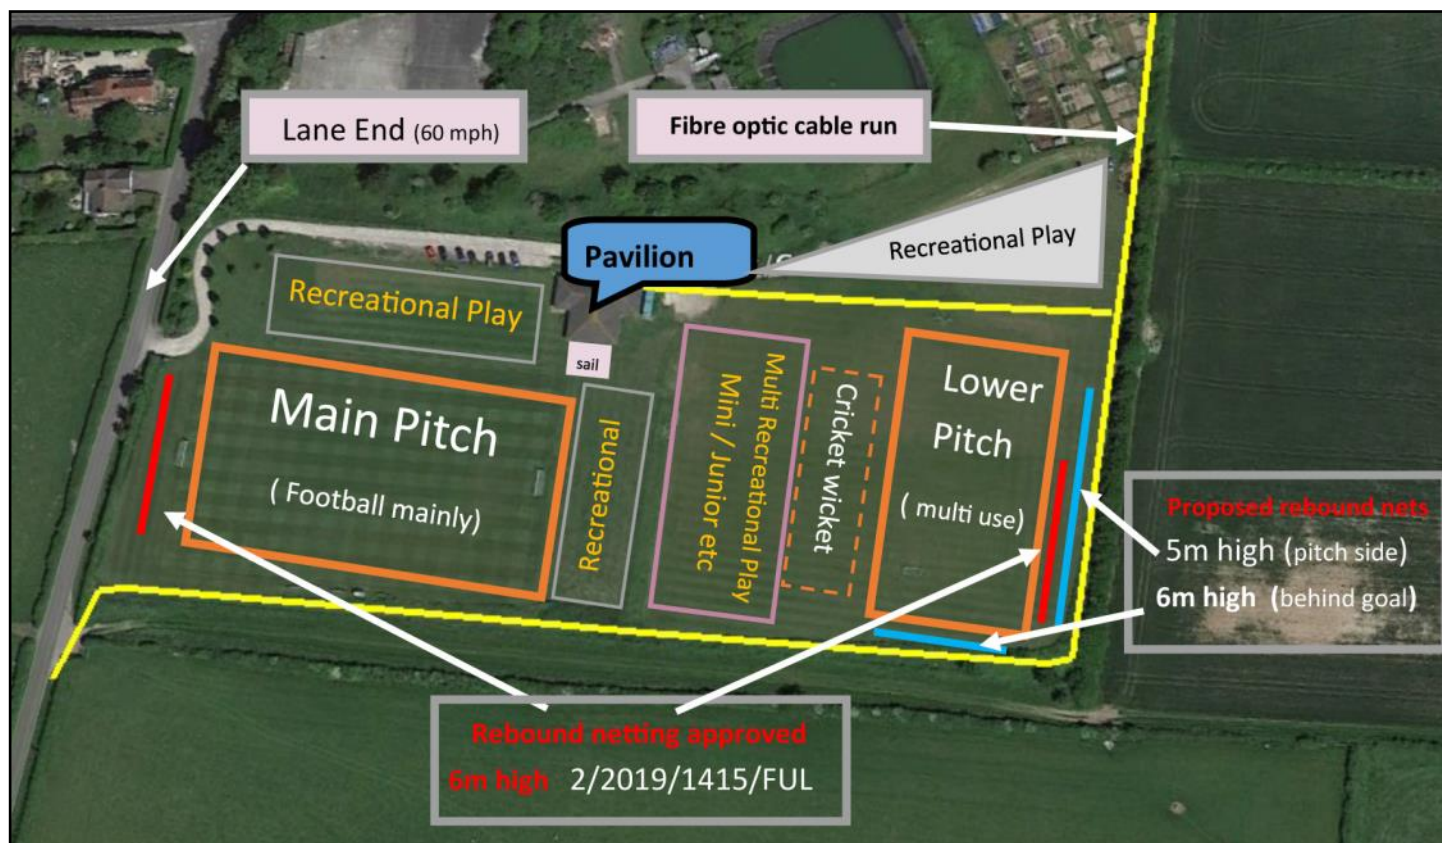 Lane End (60 mph)
Fibre optic cable run
Pavilion
Recreational Play
Recreational Play
sail
Main Pitch
( Football mainly)
Recreational
Multi Recreational Play
Mini / Junior etc
Cricket wicket
Lower
Pitch
( multi use)
Proposed rebound nets
5m high (pitch side)
6m high (behind goal)
Rebound netting approved
6m high 2/2019/1415/FUL